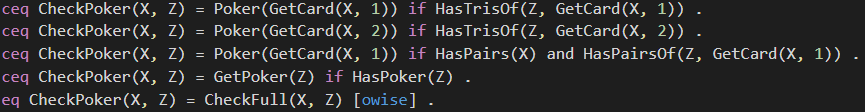 ceq CheckPoker(X, Z) = Poker(GetCard(X, 1)) if HasTrisOf(Z, GetCard(X, 1)) .
ceq CheckPoker(X, Z) = Poker(GetCard(X, 2)) if HasTrisOf(Z, GetCard(X, 2)) .
ceq CheckPoker(X, Z) = Poker(GetCard(X, 1)) if HasPairs(X) and HasPairsOf(Z, GetCard(X, 1)) .
ceq CheckPoker(X, Z) = GetPoker(Z) if HasPoker(Z) .
eq CheckPoker(X, Z) = CheckFull(X, Z) [owise] .